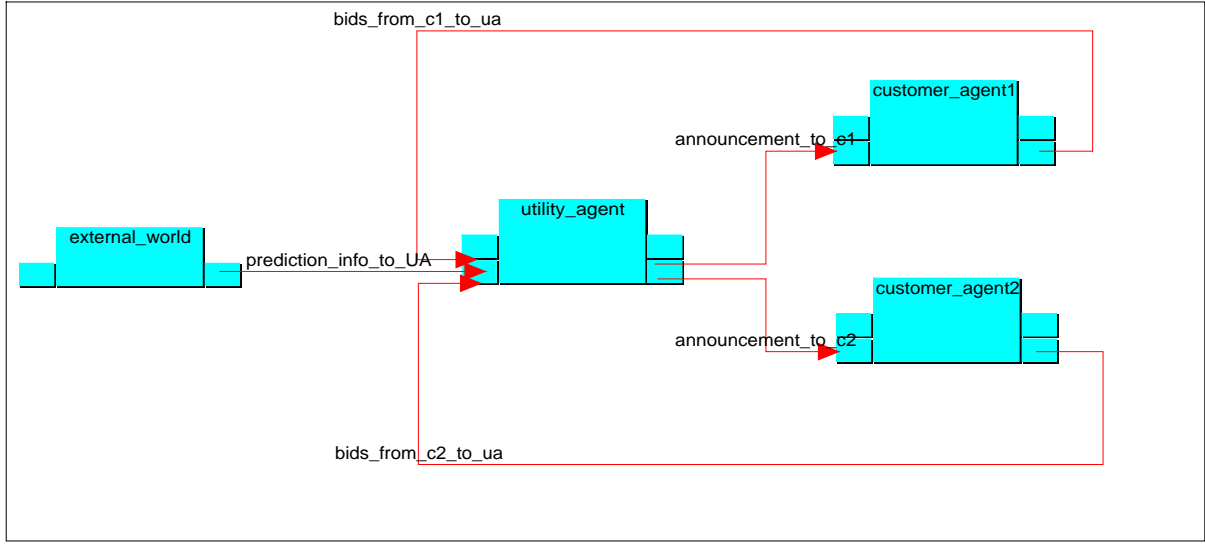 bids_from_c1_to_ua
customer_agent1
announcement_to_c1
utility_agent
external_world
prediction_info_to_UA
customer_agent2
announcement_to_c2
bids_from_c2_to_ua